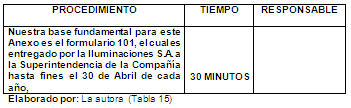 PROCEDIMIENTO TIEMPO RESPONSABLE
Nuestra base fundamental para este
Anexo es el formulario 101, el cuales
entregado por la Iluminaciones S.A. a
la Superintendencia de la Compañía
hasta fines el 30 de Abril de cada
año, 30 MINUTOS
Elaborado por: La autora (Tabla 15)